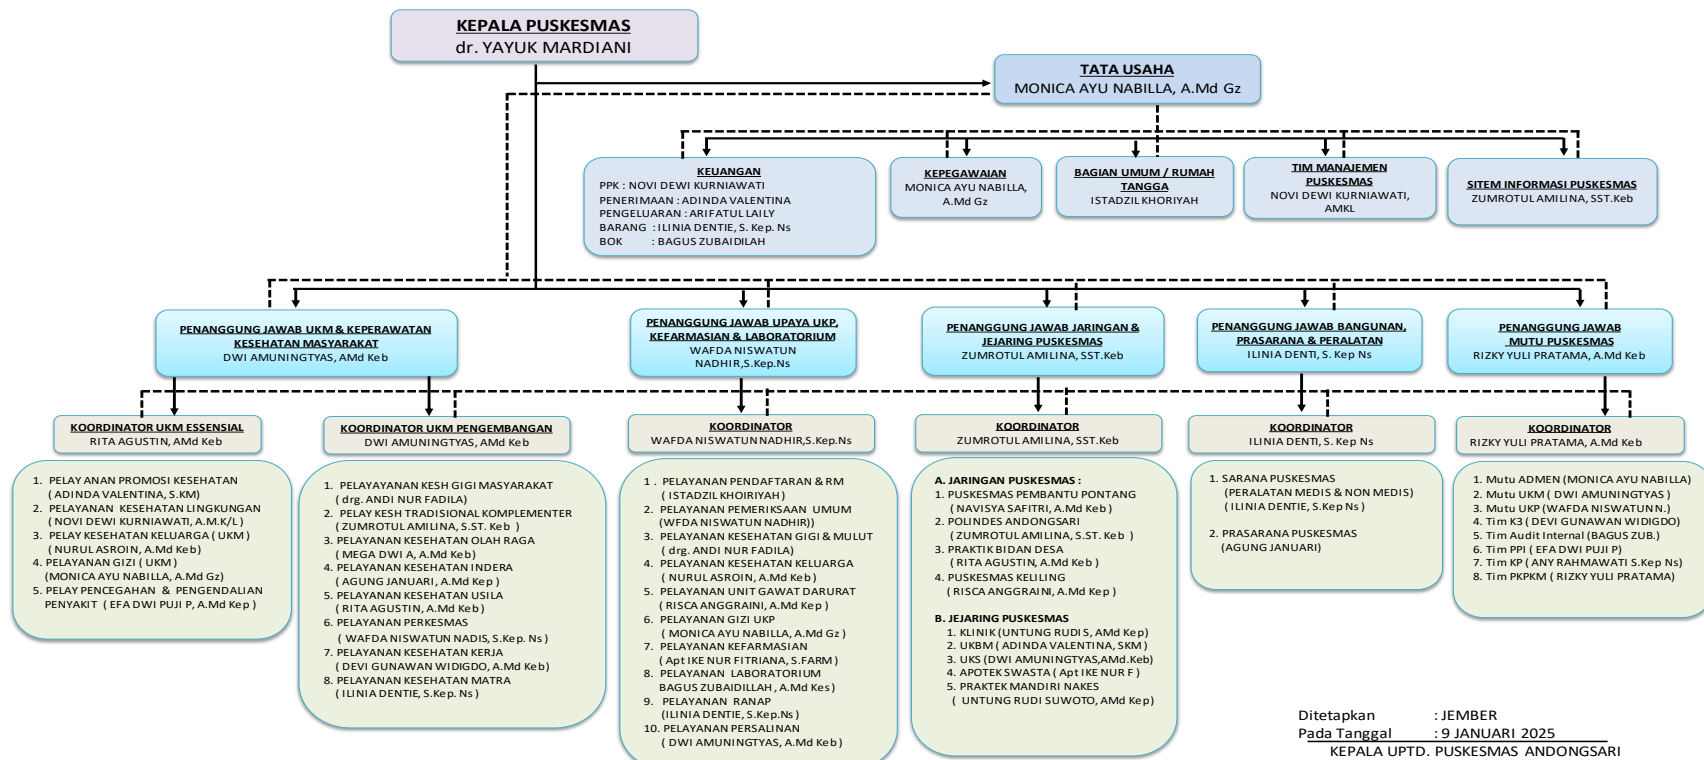 KEPALA PUSKESMAS
dr. YAYUK MARDIANI
TATA USAHA
MONICA AYU NABILLA, A.Md Gz
KEUANGAN
PPK : NOVI DEWI KURNIAWATI
PENERIMAAN : ADINDA VALENTINA
PENGELUARAN : ARIFATUL LAILY
BARANG : ILINIA DENTIE, S. Kep. Ns
BOK : BAGUS ZUBAIDILAH
KEPEGAWAIAN
MONICA AYU NABILLA,
A.Md Gz
BAGIAN UMUM / RUMAH
TANGGA
ISTADZIL KHORIYAH
TIM MANAJEMEN
PUSKESMAS
NOVI DEWI KURNIAWATI,
AMKL
SITEM INFORMASI PUSKESMAS
ZUMROTUL AMILINA, SST.Keb
PENANGGUNG JAWAB UKM & KEPERAWATAN
KESEHATAN MASYARAKAT
DWI AMUNINGTYAS, AMd Keb
PENANGGUNG JAWAB UPAYA UKP,
KEFARMASIAN & LABORATORIUM
WAFDA NISWATUN
NADHIR,S.Kep.Ns
PENANGGUNG JAWAB JARINGAN &
JEJARING PUSKESMAS
ZUMROTUL AMILINA, SST.Keb
PENANGGUNG JAWAB BANGUNAN,
PRASARANA & PERALATAN
ILINIA DENTI, S. Kep Ns
PENANGGUNG JAWAB
MUTU PUSKESMAS
RIZKY YULI PRATAMA, A.Md Keb
KOORDINATOR UKM ESSENSIAL
RITA AGUSTIN, AMd Keb
KOORDINATOR UKM PENGEMBANGAN
DWI AMUNINGTYAS, AMd Keb
KOORDINATOR
WAFDA NISWATUN NADHIR,S.Kep.Ns
KOORDINATOR
ZUMROTUL AMILINA, SST.Keb
KOORDINATOR
ILINIA DENTI, S. Kep Ns
KOORDINATOR
RIZKY YULI PRATAMA, A.Md Keb
1. PELAY ANAN PROMOSI KESEHATAN
( ADINDA VALENTINA, S.KM)
2. PELAYANAN KESEHATAN LINGKUNGAN
( NOVI DEWI KURNIAWATI, A.M.K/L )
3. PELAY KESEHATAN KELUARGA ( UKM )
( NURUL ASROIN, A.Md Keb)
4. PELAYANAN GIZI ( UKM )
(MONICA AYU NABILLA, A.Md Gz)
5. PELAY PENCEGAHAN & PENGENDALIAN
PENYAKIT ( EFA DWI PUJI P, A.Md Kep )
1. PELAYAYANAN KESH GIGI MASYARAKAT
( drg. ANDI NUR FADILA)
2. PELAY KESH TRADISIONAL KOMPLEMENTER
( ZUMROTUL AMILINA, S.ST. Keb )
3. PELAYANAN KESEHATAN OLAH RAGA
( MEGA DWI A, A.Md Keb)
4. PELAYANAN KESEHATAN INDERA
( AGUNG JANUARI, A.Md Kep )
5. PELAYANAN KESEHATAN USILA
( RITA AGUSTIN, A.Md Keb)
6. PELAYANAN PERKESMAS
( WAFDA NISWATUN NADIS, S.Kep. Ns )
7. PELAYANAN KESEHATAN KERJA
( DEVI GUNAWAN WIDIGDO, A.Md Keb)
8. PELAYANAN KESEHATAN MATRA
( ILINIA DENTIE, S.Kep. Ns )
1 . PELAYANAN PENDAFTARAN & RM
( ISTADZIL KHOIRIYAH)
2. PELAYANAN PEMERIKSAAN UMUM
(WFDA NISWATUN NADHIR))
3. PELAYANAN KESEHATAN GIGI & MULUT
( drg. ANDI NUR FADILA)
4. PELAYANAN KESEHATAN KELUARGA
( NURUL ASROIN, A.Md Keb )
5. PELAYANAN UNIT GAWAT DARURAT
( RISCA ANGGRAINI, A.Md Kep )
6. PELAYANAN GIZI UKP
( MONICA AYU NABILLA, A.Md Gz )
7. PELAYANAN KEFARMASIAN
( Apt IKE NUR FITRIANA, S.FARM )
8. PELAYANAN LABORATORIUM
BAGUS ZUBAIDILLAH , A.Md Kes )
9. PELAYANAN RANAP
(ILINIA DENTIE, S.Kep.Ns )
10. PELAYANAN PERSALINAN
( DWI AMUNINGTYAS, A.Md Keb )
A. JARINGAN PUSKESMAS :
1. PUSKESMAS PEMBANTU PONTANG
( NAVISYA SAFITRI, A.Md Keb )
2. POLINDES ANDONGSARI
( ZUMROTUL AMILINA, S.ST. Keb )
3. PRAKTIK BIDAN DESA
( RITA AGUSTIN, A.Md Keb )
4. PUSKESMAS KELILING
( RISCA ANGGRAINI, A.Md Kep )
B. JEJARING PUSKESMAS
1. KLINIK (UNTUNG RUDI S, AMd Kep)
2. UKBM ( ADINDA VALENTINA, SKM )
3. UKS (DWI AMUNINGTYAS,AMd.Keb)
4. APOTEK SWASTA ( Apt IKE NUR F )
5. PRAKTEK MANDIRI NAKES
( UNTUNG RUDI SUWOTO, AMd Kep)
1. SARANA PUSKESMAS
(PERALATAN MEDIS & NON MEDIS)
( ILINIA DENTIE, S.Kep Ns )
2. PRASARANA PUSKESMAS
(AGUNG JANUARI)
1. Mutu ADMEN (MONICA AYU NABILLA)
2. Mutu UKM ( DWI AMUNINGTYAS )
3. Mutu UKP (WAFDA NISWATUN N.)
4. Tim K3 ( DEVI GUNAWAN WIDIGDO)
5. Tim Audit Internal (BAGUS ZUB.)
6. Tim PPI ( EFA DWI PUJI P)
7. Tim KP ( ANY RAHMAWATI S.Kep Ns)
8. Tim PKPKM ( RIZKY YULI PRATAMA)
Ditetapkan : JEMBER
Pada Tanggal : 9 JANUARI 2025
KEPALA UPTD. PUSKESMAS ANDONGSARI